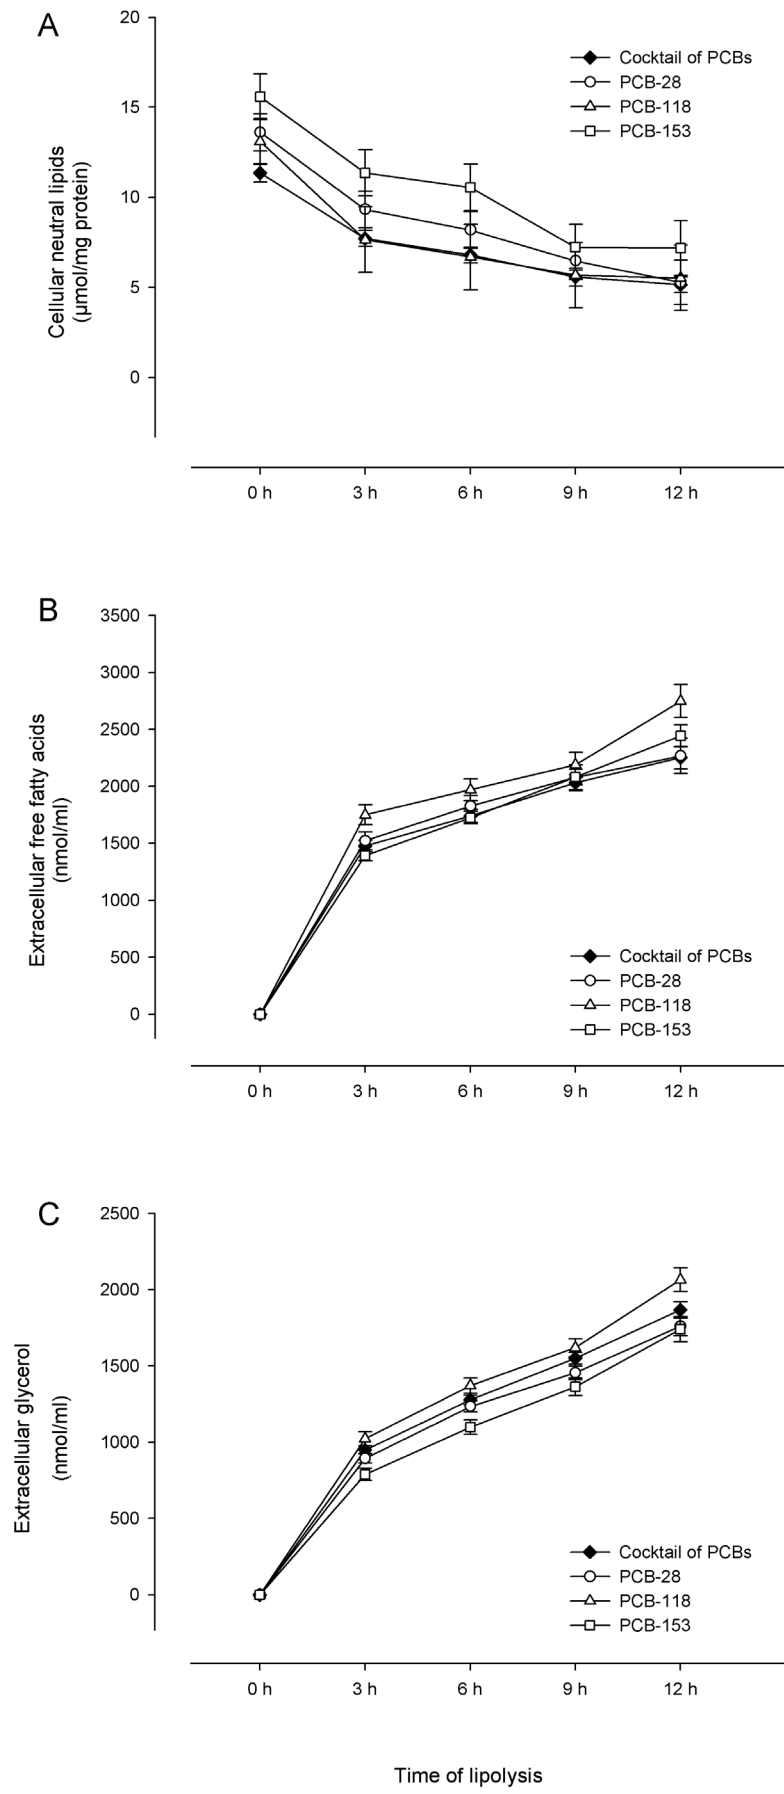 A
20
15
10
5
0
Cellular neutral lipids
(µmol/mg protein)
Cocktail of PCBs
PCB-28
PCB-118
PCB-153
0 h 3 h 6 h 9 h 12 h
B
3500
3000
2500
2000
1500
1000
500
0
Extracellular free fatty acids
(nmol/ml)
Cocktail of PCBs
PCB-28
PCB-118
PCB-153
0 h 3 h 6 h 9 h 12 h
C
2500
2000
1500
1000
500
0
Extracellular glycerol
(nmol/ml)
Cocktail of PCBs
PCB-28
PCB-118
PCB-153
0 h 3 h 6 h 9 h 12 h
Time of lipolysis